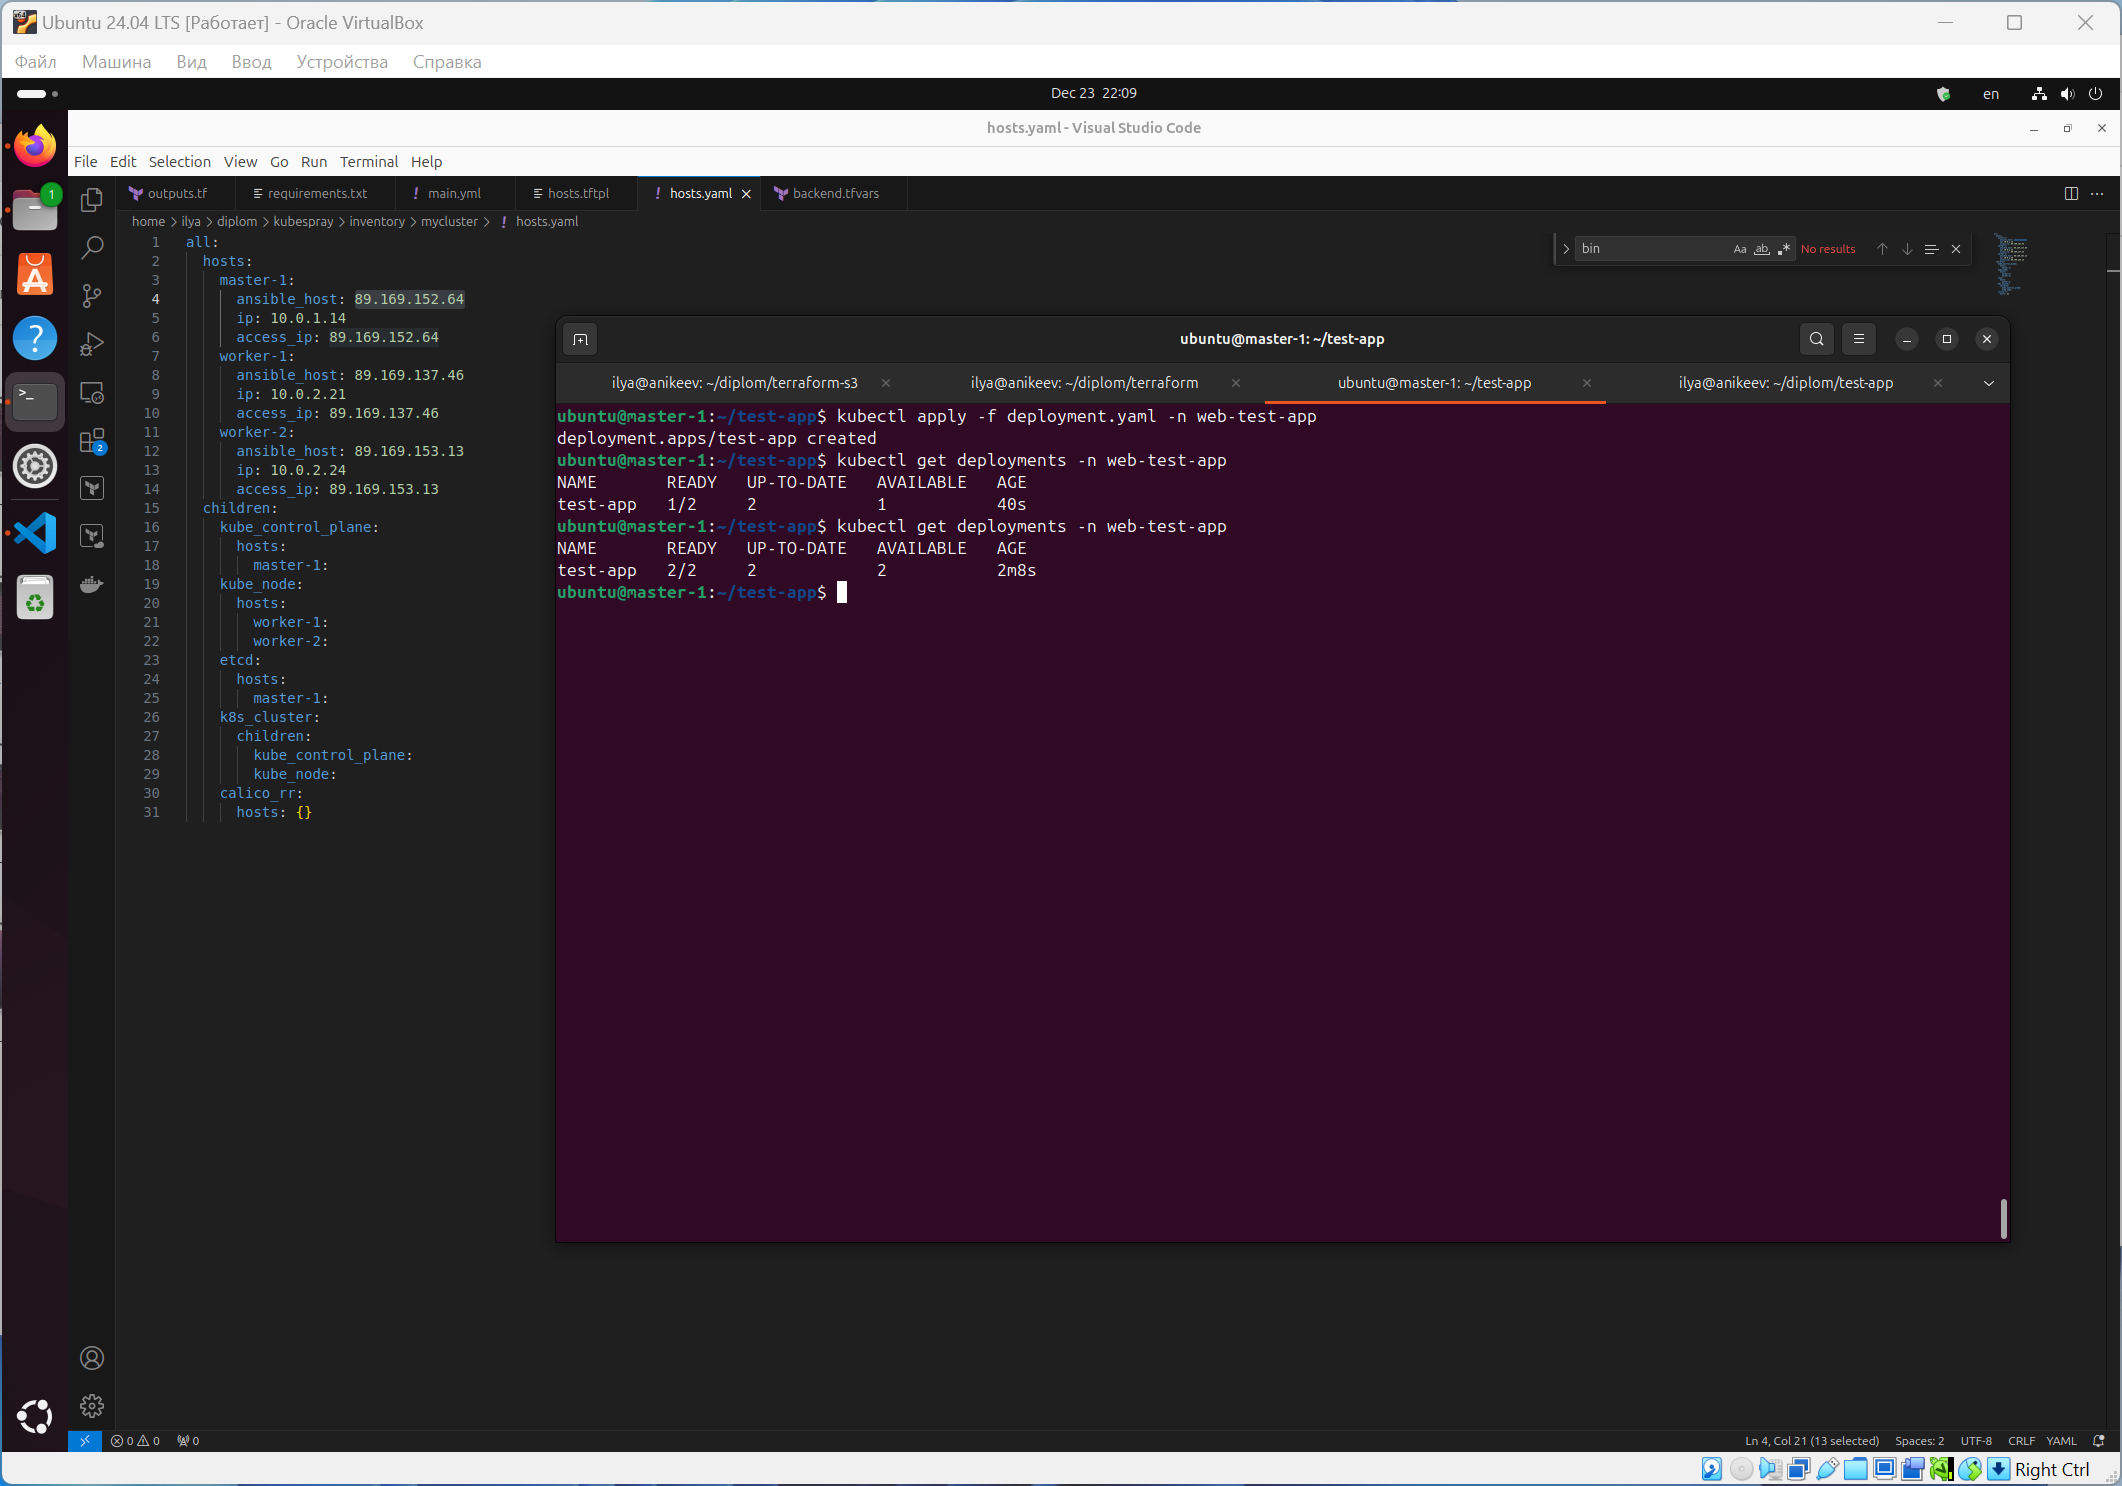 Ubuntu 24.04 LTS [Работает] - Oracle VirtualBox
Файл Машина Вид Ввод Устройства Справка
Dec 23 22:09
en
hosts.yaml - Visual Studio Code
File Edit Selection View Go Run Terminal Help
outputs.tf requirements.txt ! main.yml hosts.tftpl ! hosts.yaml backend.tfvars
home > ilya > diplom > kubespray > inventory > mycluster > ! hosts.yaml
bin Aa ab No results
1 all:
2 hosts:
3 master-1:
4 ansible_host: 89.169.152.64
5 ip: 10.0.1.14
6 access_ip: 89.169.152.64
7 worker-1:
8 ansible_host: 89.169.137.46
9 ip: 10.0.2.21
10 access_ip: 89.169.137.46
11 worker-2:
12 ansible_host: 89.169.153.13
13 ip: 10.0.2.24
14 access_ip: 89.169.153.13
15 children:
16 kube_control_plane:
17 hosts:
18 master-1:
19 kube_node:
20 hosts:
21 worker-1:
22 worker-2:
23 etcd:
24 hosts:
25 master-1:
26 k8s_cluster:
27 children:
28 kube_control_plane:
29 kube_node:
30 calico_rr:
31 hosts: {}
1
2
ubuntu@master-1: ~/test-app
ilya@anikeev: ~/diplom/terraform-s3 ilya@anikeev: ~/diplom/terraform ubuntu@master-1: ~/test-app ilya@anikeev: ~/diplom/test-app
ubuntu@master-1:~/test-app$ kubectl apply -f deployment.yaml -n web-test-app
deployment.apps/test-app created
ubuntu@master-1:~/test-app$ kubectl get deployments -n web-test-app
NAME READY UP-TO-DATE AVAILABLE AGE
test-app 1/2 2 1 40s
ubuntu@master-1:~/test-app$ kubectl get deployments -n web-test-app
NAME READY UP-TO-DATE AVAILABLE AGE
test-app 2/2 2 2 2m8s
ubuntu@master-1:~/test-app$
0 0 0
Ln 4, Col 21 (13 selected) Spaces: 2 UTF-8 CRLF YAML
Right Ctrl